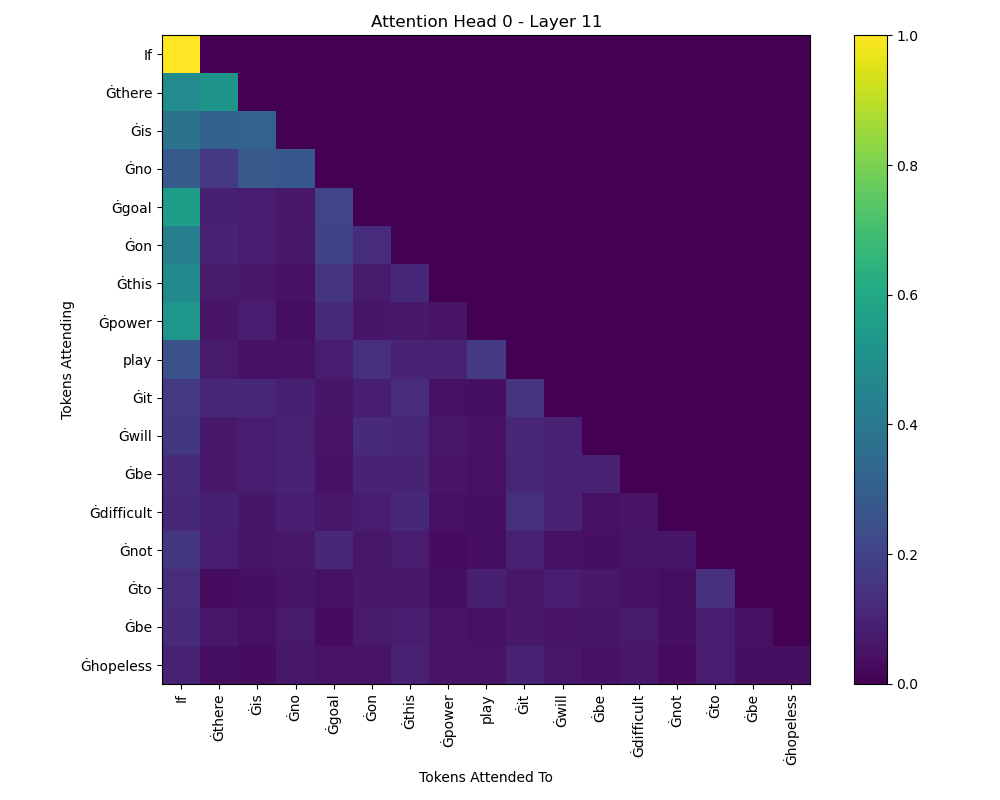 Attention Head 0 - Layer 11
Tokens Attending
If
Ġthere
Ġis
Ġno
Ġgoal
Ġon
Ġthis
Ġpower
play
Ġit
Ġwill
Ġbe
Ġdifficult
Ġnot
Ġto
Ġbe
Ġhopeless
If
Ġthere
Ġis
Ġno
Ġgoal
Ġon
Ġthis
Ġpower
play
Ġit
Ġwill
Ġbe
Ġdifficult
Ġnot
Ġto
Ġbe
Ġhopeless
Tokens Attended To
1.0
0.8
0.6
0.4
0.2
0.0